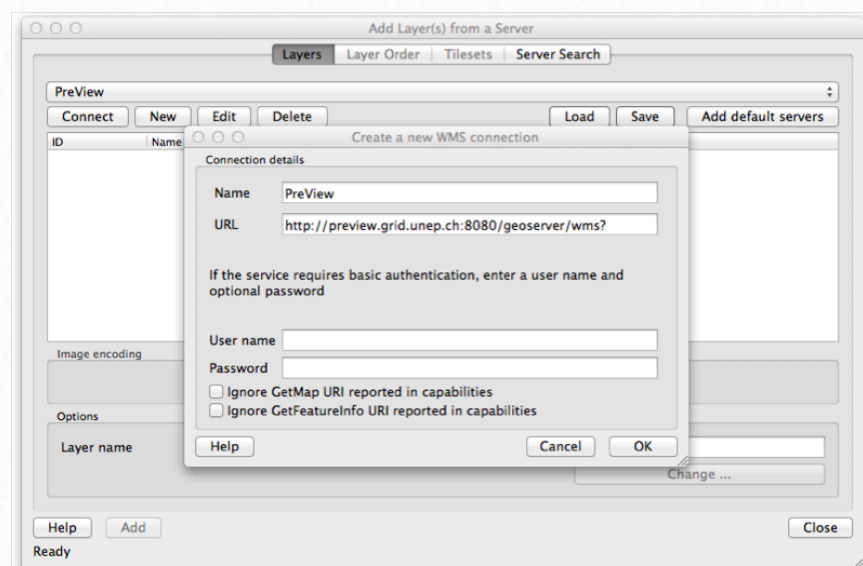 Add Layer(s) from a Server
Layers Layer Order Tilesets Server Search
PreView
Connect New Edit Delete Load Save Add default servers
ID Name
Create a new WMS connection
Connection details
Name PreView
URL http://preview.grid.unep.ch:8080/geoserver/wms?
If the service requires basic authentication, enter a user name and
optional password
User name
Password
Ignore GetMap URI reported in capabilities
Ignore GetFeatureInfo URI reported in capabilities
Help Cancel OK
Image encoding
Options
Layer name
Change ...
Help Add Close
Ready